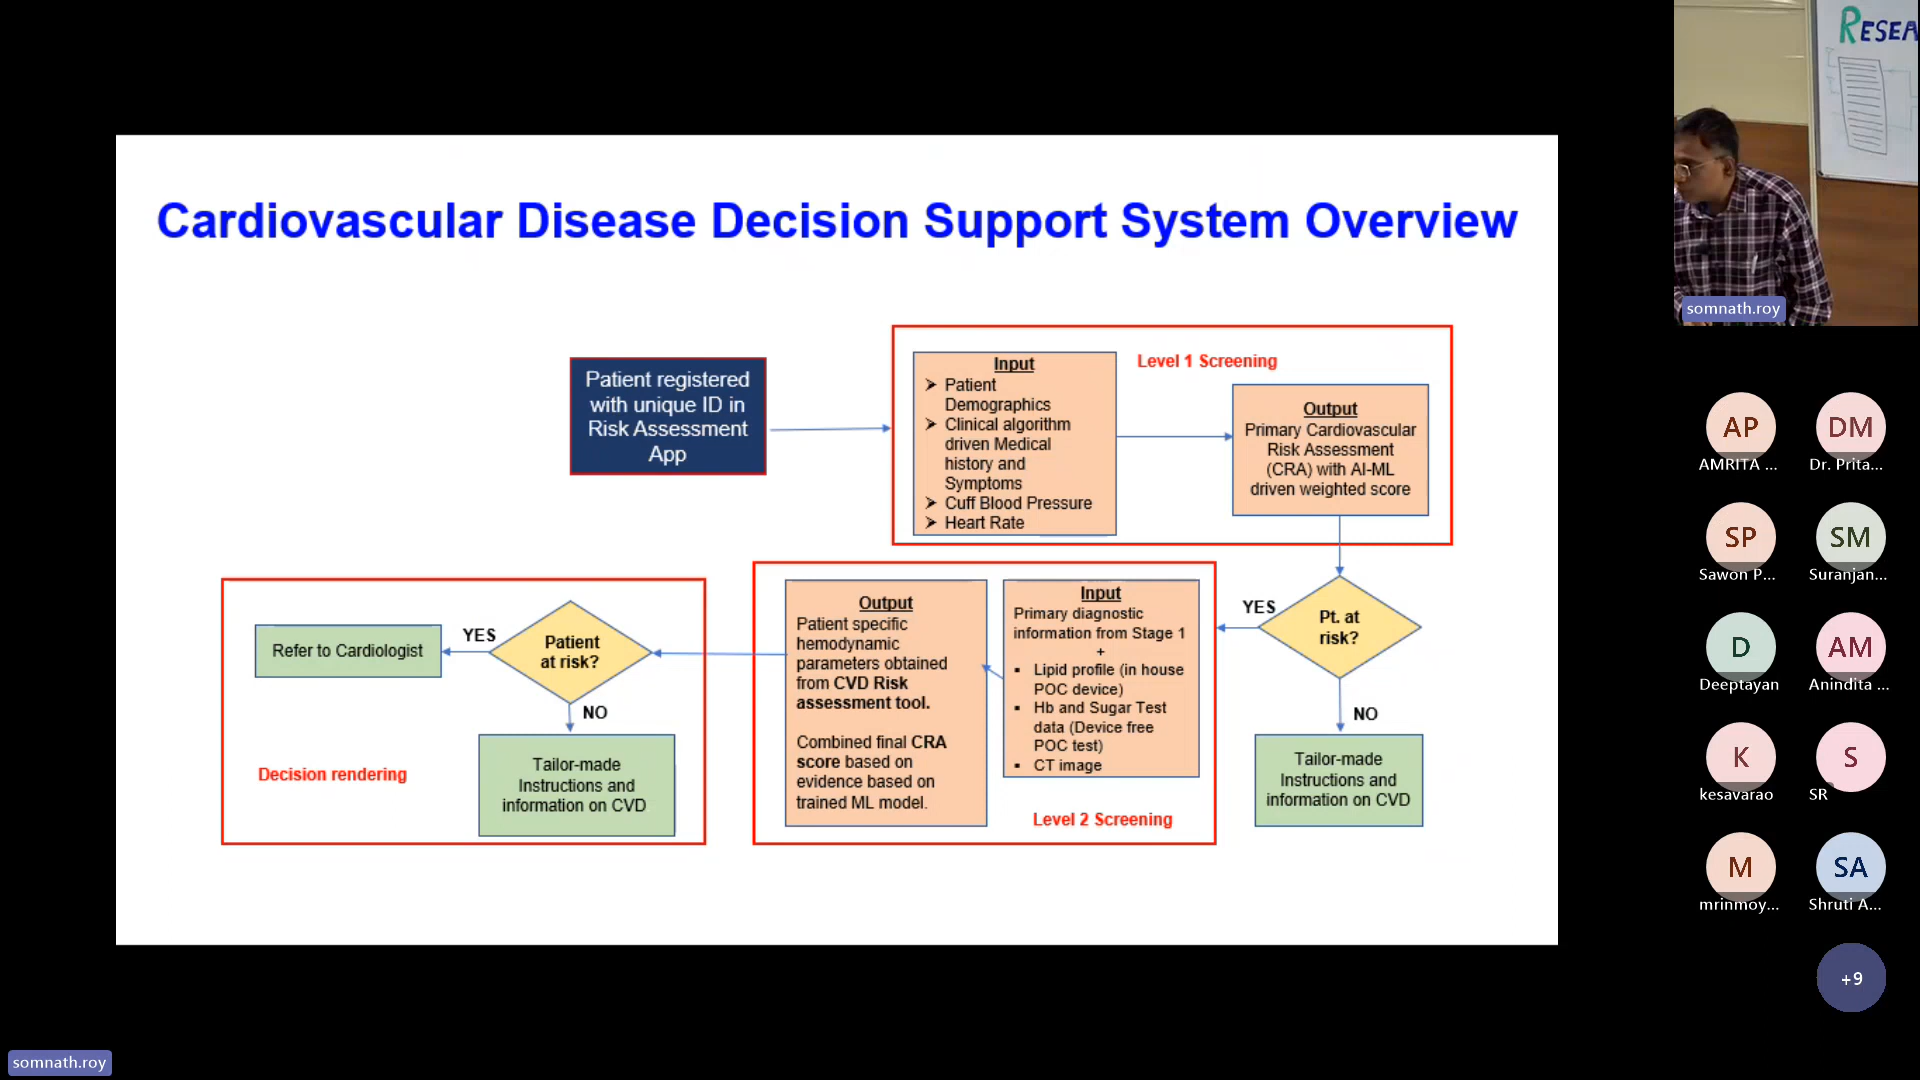 Cardiovascular Disease Decision Support System Overview
Patient registered
with unique ID in
Risk Assessment
App
Input
➤ Patient
Demographics
➤ Clinical algorithm
driven Medical
history and
Symptoms
➤ Cuff Blood Pressure
➤ Heart Rate
Level 1 Screening
Output
Primary Cardiovascular
Risk Assessment
(CRA) with AI-ML
driven weighted score
Pt. at
risk?
YES
NO
Tailor-made
Instructions and
information on CVD
Input
Primary diagnostic
information from Stage 1
+
▪ Lipid profile (in house
POC device)
▪ Hb and Sugar Test
data (Device free
POC test)
▪ CT image
Level 2 Screening
Output
Patient specific
hemodynamic
parameters obtained
from CVD Risk
assessment tool.
Combined final CRA
score based on
evidence based on
trained ML model.
Patient
at risk?
YES
Refer to Cardiologist
NO
Tailor-made
Instructions and
information on CVD
Decision rendering
RESEA
somnath.roy
AP
AMRITA ...
DM
Dr. Prita...
SP
Sawon P...
SM
Suranjan...
D
Deeptayan
AM
Anindita ...
K
kesavarao
S
SR
M
mrinmoy...
SA
Shruti A...
+9
somnath.roy